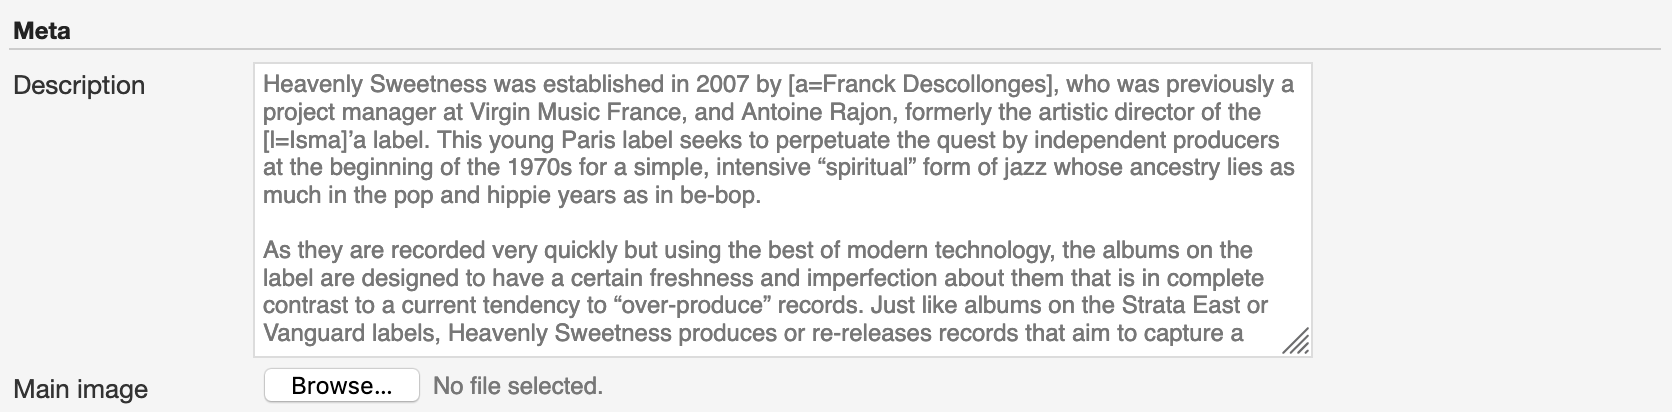 Meta
Description
Heavenly Sweetness was established in 2007 by [a=Franck Descollonges], who was previously a
project manager at Virgin Music France, and Antoine Rajon, formerly the artistic director of the
[l=Isma]’a label. This young Paris label seeks to perpetuate the quest by independent producers
at the beginning of the 1970s for a simple, intensive “spiritual” form of jazz whose ancestry lies as
much in the pop and hippie years as in be-bop.
As they are recorded very quickly but using the best of modern technology, the albums on the
label are designed to have a certain freshness and imperfection about them that is in complete
contrast to a current tendency to “over-produce” records. Just like albums on the Strata East or
Vanguard labels, Heavenly Sweetness produces or re-releases records that aim to capture a
Main image
Browse... No file selected.